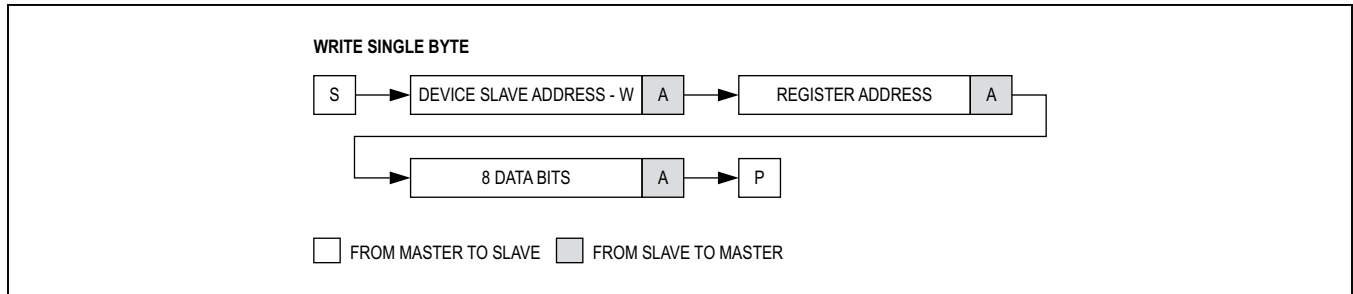 WRITE SINGLE BYTE
S DEVICE SLAVE ADDRESS - W A REGISTER ADDRESS A
8 DATA BITS A P
FROM MASTER TO SLAVE FROM SLAVE TO MASTER